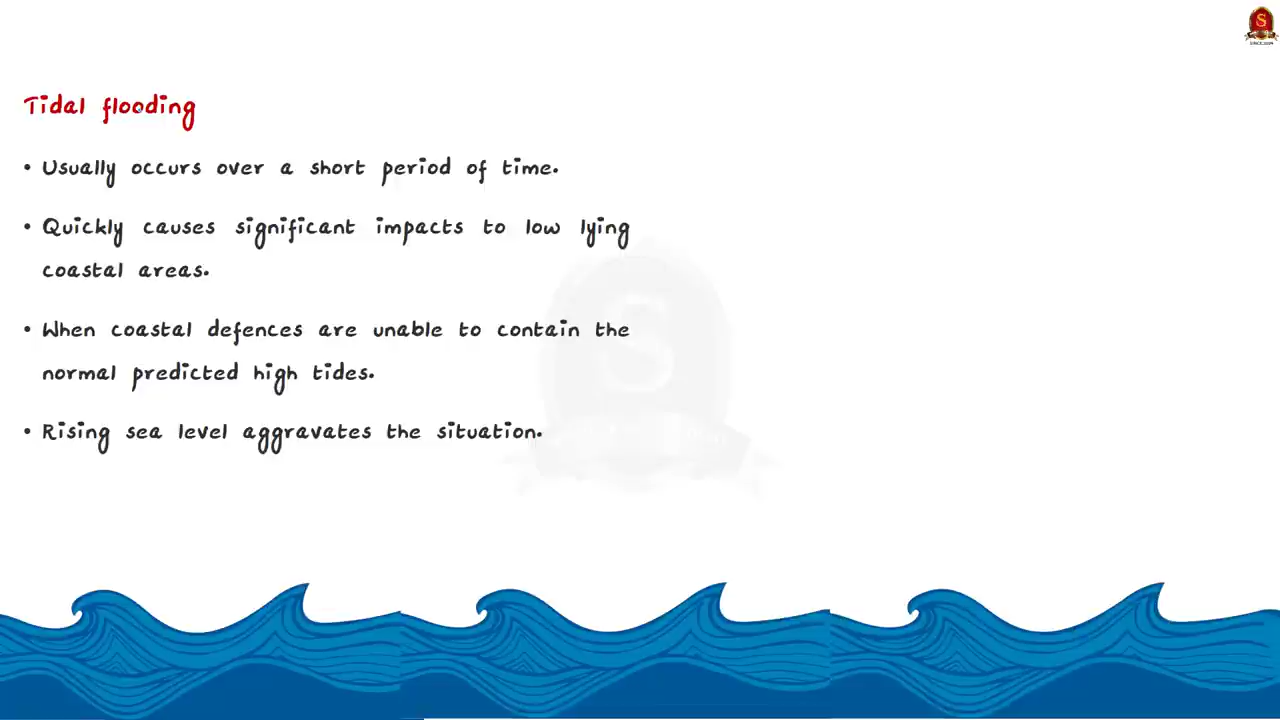 Tidal flooding
• Usually occurs over a short period of time.
• Quickly causes significant impacts to low lying
coastal areas.
• When coastal defences are unable to contain the
normal predicted high tides.
• Rising sea level aggravates the situation.
S
S